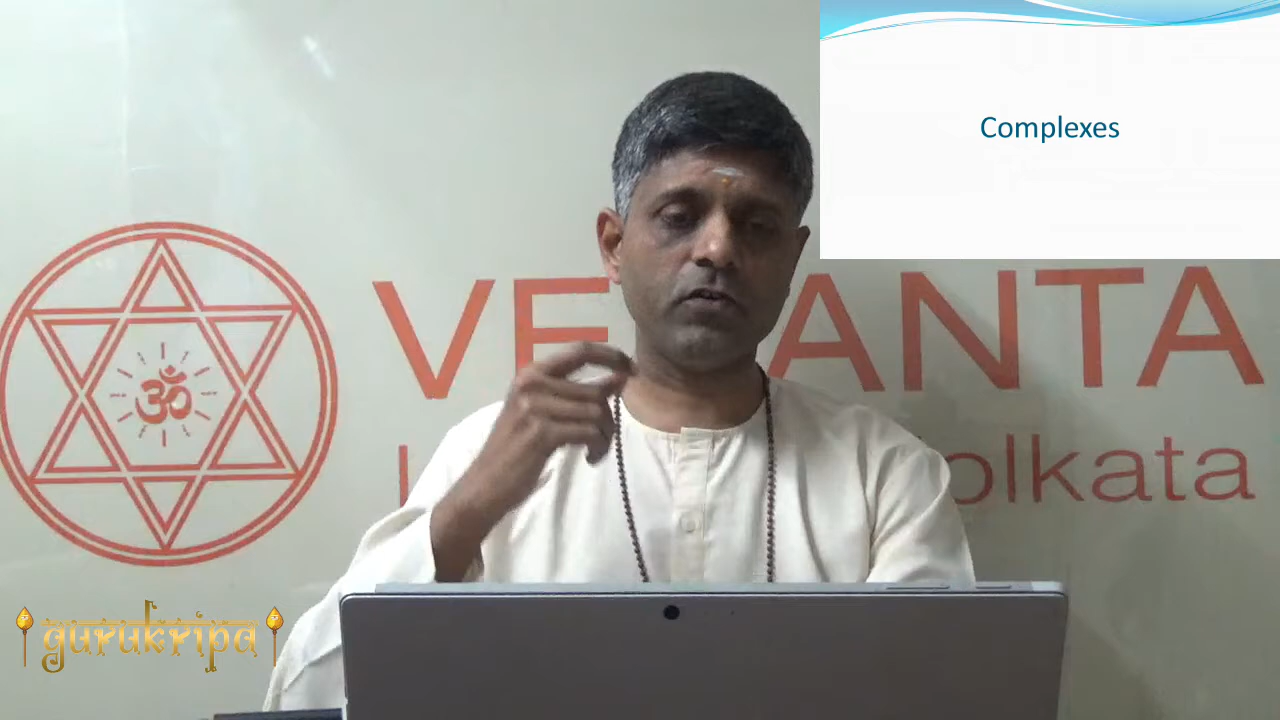 Complexes
ॐ
VE ANTA
I olkata
gurukripa